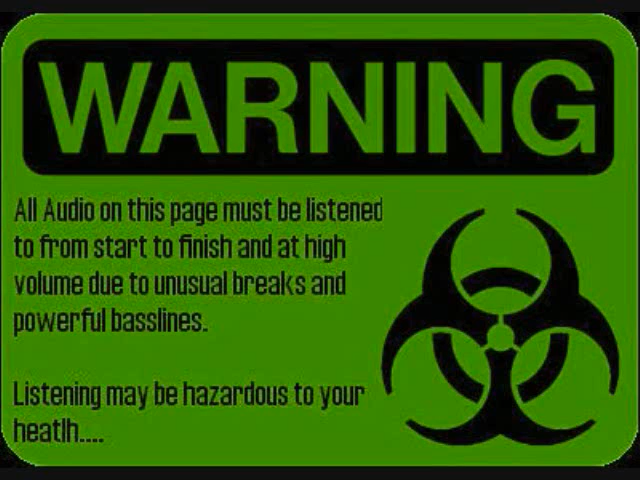 WARNING
All Audio on this page must be listened
to from start to finish and at high
volume due to unusual breaks and
powerful basslines.
Listening may be hazardous to your
heatlh....